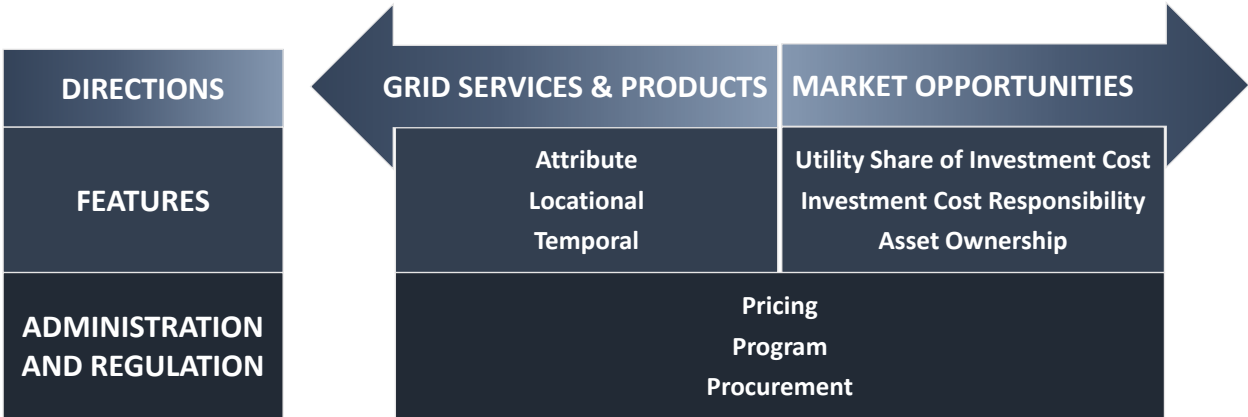 DIRECTIONS
GRID SERVICES & PRODUCTS
MARKET OPPORTUNITIES
FEATURES
Attribute
Locational
Temporal
Utility Share of Investment Cost
Investment Cost Responsibility
Asset Ownership
ADMINISTRATION
AND REGULATION
Pricing
Program
Procurement